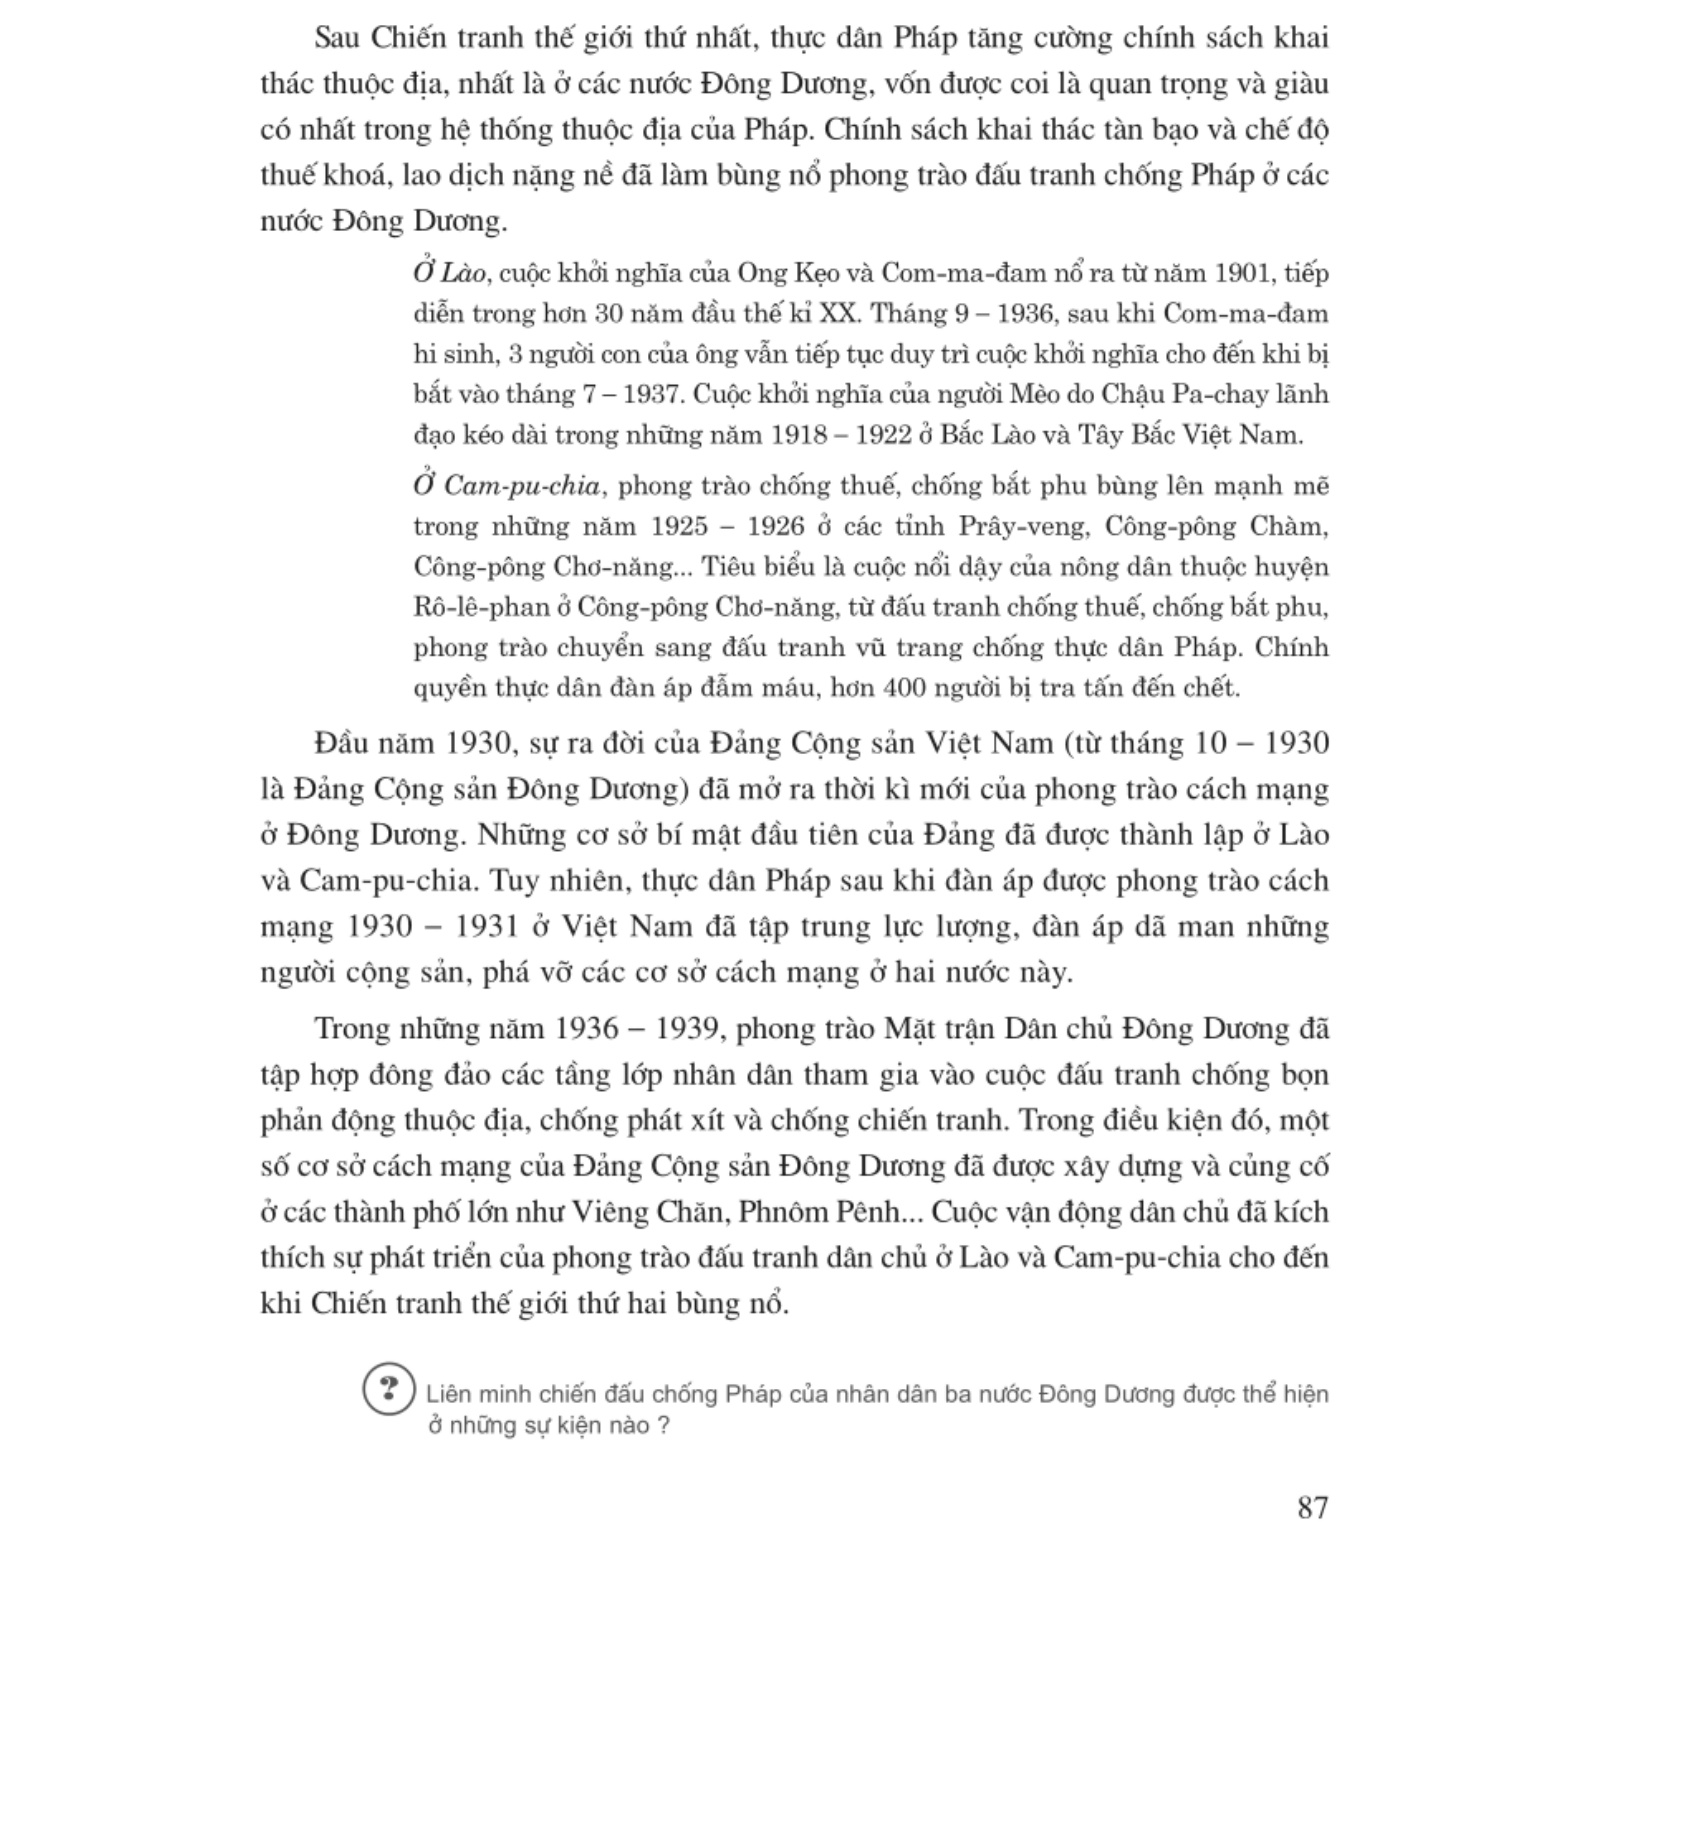 Sau Chiến tranh thế giới thứ nhất, thực dân Pháp tăng cường chính sách khai
thác thuộc địa, nhất là ở các nước Đông Dương, vốn được coi là quan trọng và giàu
có nhất trong hệ thống thuộc địa của Pháp. Chính sách khai thác tàn bạo và chế độ
thuế khoá, lao dịch nặng nề đã làm bùng nổ phong trào đấu tranh chống Pháp ở các
nước Đông Dương.
Ở Lào, cuộc khởi nghĩa của Ong Kẹo và Com-ma-đam nổ ra từ năm 1901, tiếp
diễn trong hơn 30 năm đầu thế kỉ XX. Tháng 9 – 1936, sau khi Com-ma-đam
hi sinh, 3 người con của ông vẫn tiếp tục duy trì cuộc khởi nghĩa cho đến khi bị
bắt vào tháng 7 – 1937. Cuộc khởi nghĩa của người Mèo do Chậu Pa-chay lãnh
đạo kéo dài trong những năm 1918 – 1922 ở Bắc Lào và Tây Bắc Việt Nam.
Ở Cam-pu-chia, phong trào chống thuế, chống bắt phu bùng lên mạnh mẽ
trong những năm 1925 – 1926 ở các tỉnh Prây-veng, Công-pông Chàm,
Công-pông Chơ-năng... Tiêu biểu là cuộc nổi dậy của nông dân thuộc huyện
Rô-lê-phan ở Công-pông Chơ-năng, từ đấu tranh chống thuế, chống bắt phu,
phong trào chuyển sang đấu tranh vũ trang chống thực dân Pháp. Chính
quyền thực dân đàn áp đẫm máu, hơn 400 người bị tra tấn đến chết.
Đầu năm 1930, sự ra đời của Đảng Cộng sản Việt Nam (từ tháng 10 – 1930
là Đảng Cộng sản Đông Dương) đã mở ra thời kì mới của phong trào cách mạng
ở Đông Dương. Những cơ sở bí mật đầu tiên của Đảng đã được thành lập ở Lào
và Cam-pu-chia. Tuy nhiên, thực dân Pháp sau khi đàn áp được phong trào cách
mạng 1930 – 1931 ở Việt Nam đã tập trung lực lượng, đàn áp dã man những
người cộng sản, phá vỡ các cơ sở cách mạng ở hai nước này.
Trong những năm 1936 – 1939, phong trào Mặt trận Dân chủ Đông Dương đã
tập hợp đông đảo các tầng lớp nhân dân tham gia vào cuộc đấu tranh chống bọn
phản động thuộc địa, chống phát xít và chống chiến tranh. Trong điều kiện đó, một
số cơ sở cách mạng của Đảng Cộng sản Đông Dương đã được xây dựng và củng cố
ở các thành phố lớn như Viêng Chăn, Phnôm Pênh... Cuộc vận động dân chủ đã kích
thích sự phát triển của phong trào đấu tranh dân chủ ở Lào và Cam-pu-chia cho đến
khi Chiến tranh thế giới thứ hai bùng nổ.
? Liên minh chiến đấu chống Pháp của nhân dân ba nước Đông Dương được thể hiện
ở những sự kiện nào ?
87